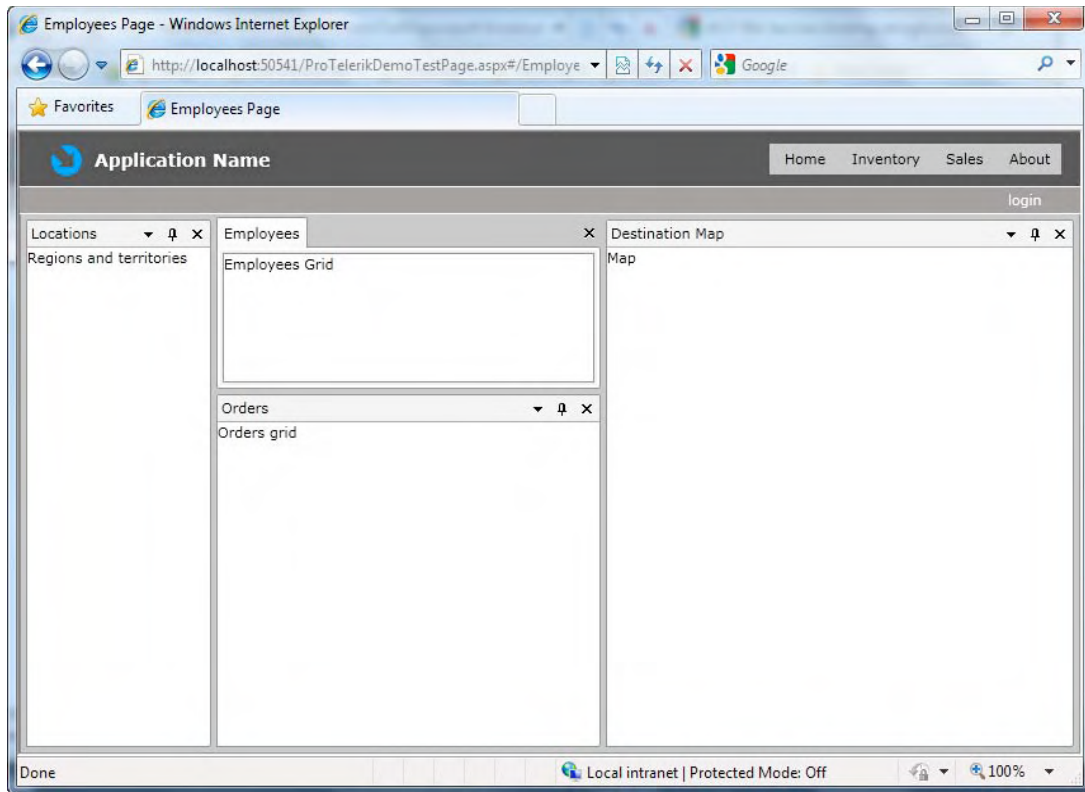 Employees Page - Windows Internet Explorer
http://localhost:50541/ProTelerikDemoTestPage.aspx#/Employe
Google
Favorites
Employees Page
Application Name
Home Inventory Sales About
login
Locations
Employees
Destination Map
Regions and territories
Employees Grid
Map
Orders
Orders grid
Done
Local intranet | Protected Mode: Off
100%